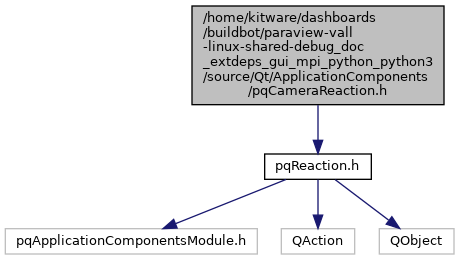 /home/kitware/dashboards
/buildbot/paraview-vall
-linux-shared-debug_doc
_extdeps_gui_mpi_python_python3
/source/Qt/ApplicationComponents
/pqCameraReaction.h
pqReaction.h
pqApplicationComponentsModule.h
QAction
QObject